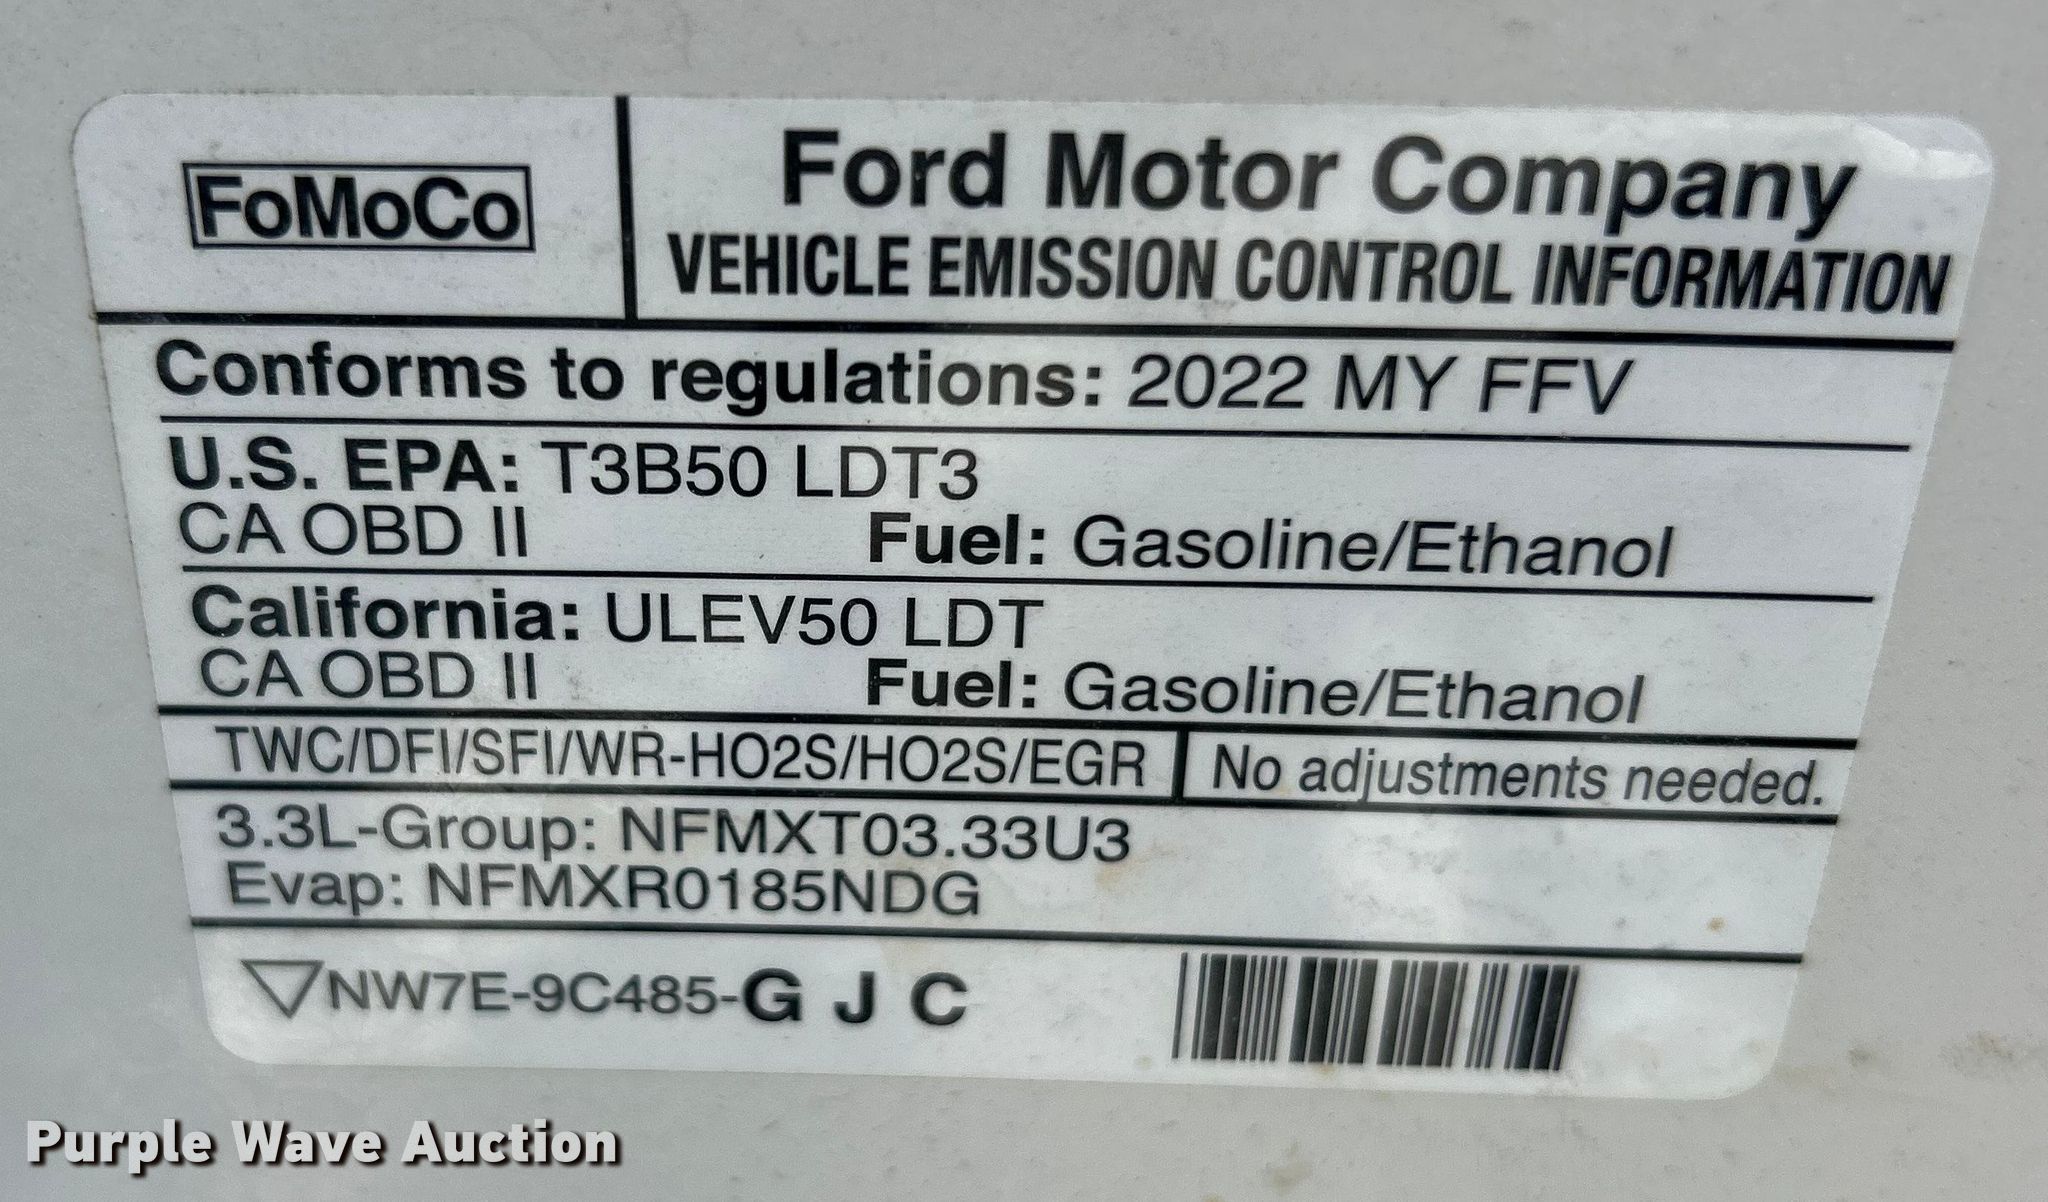 FoMoCo
Ford Motor Company
VEHICLE EMISSION CONTROL INFORMATION
Conforms to regulations: 2022 MY FFV
U.S. EPA: T3B50 LDT3
CA OBD II Fuel: Gasoline/Ethanol
California: ULEV50 LDT
CA OBD II Fuel: Gasoline/Ethanol
TWC/DFI/SFI/WR-HO2S/HO2S/EGR
No adjustments needed.
3.3L-Group: NFMXT03.33U3
Evap: NFMXR0185NDG
NW7E-9C485-G J C
Purple Wave Auction